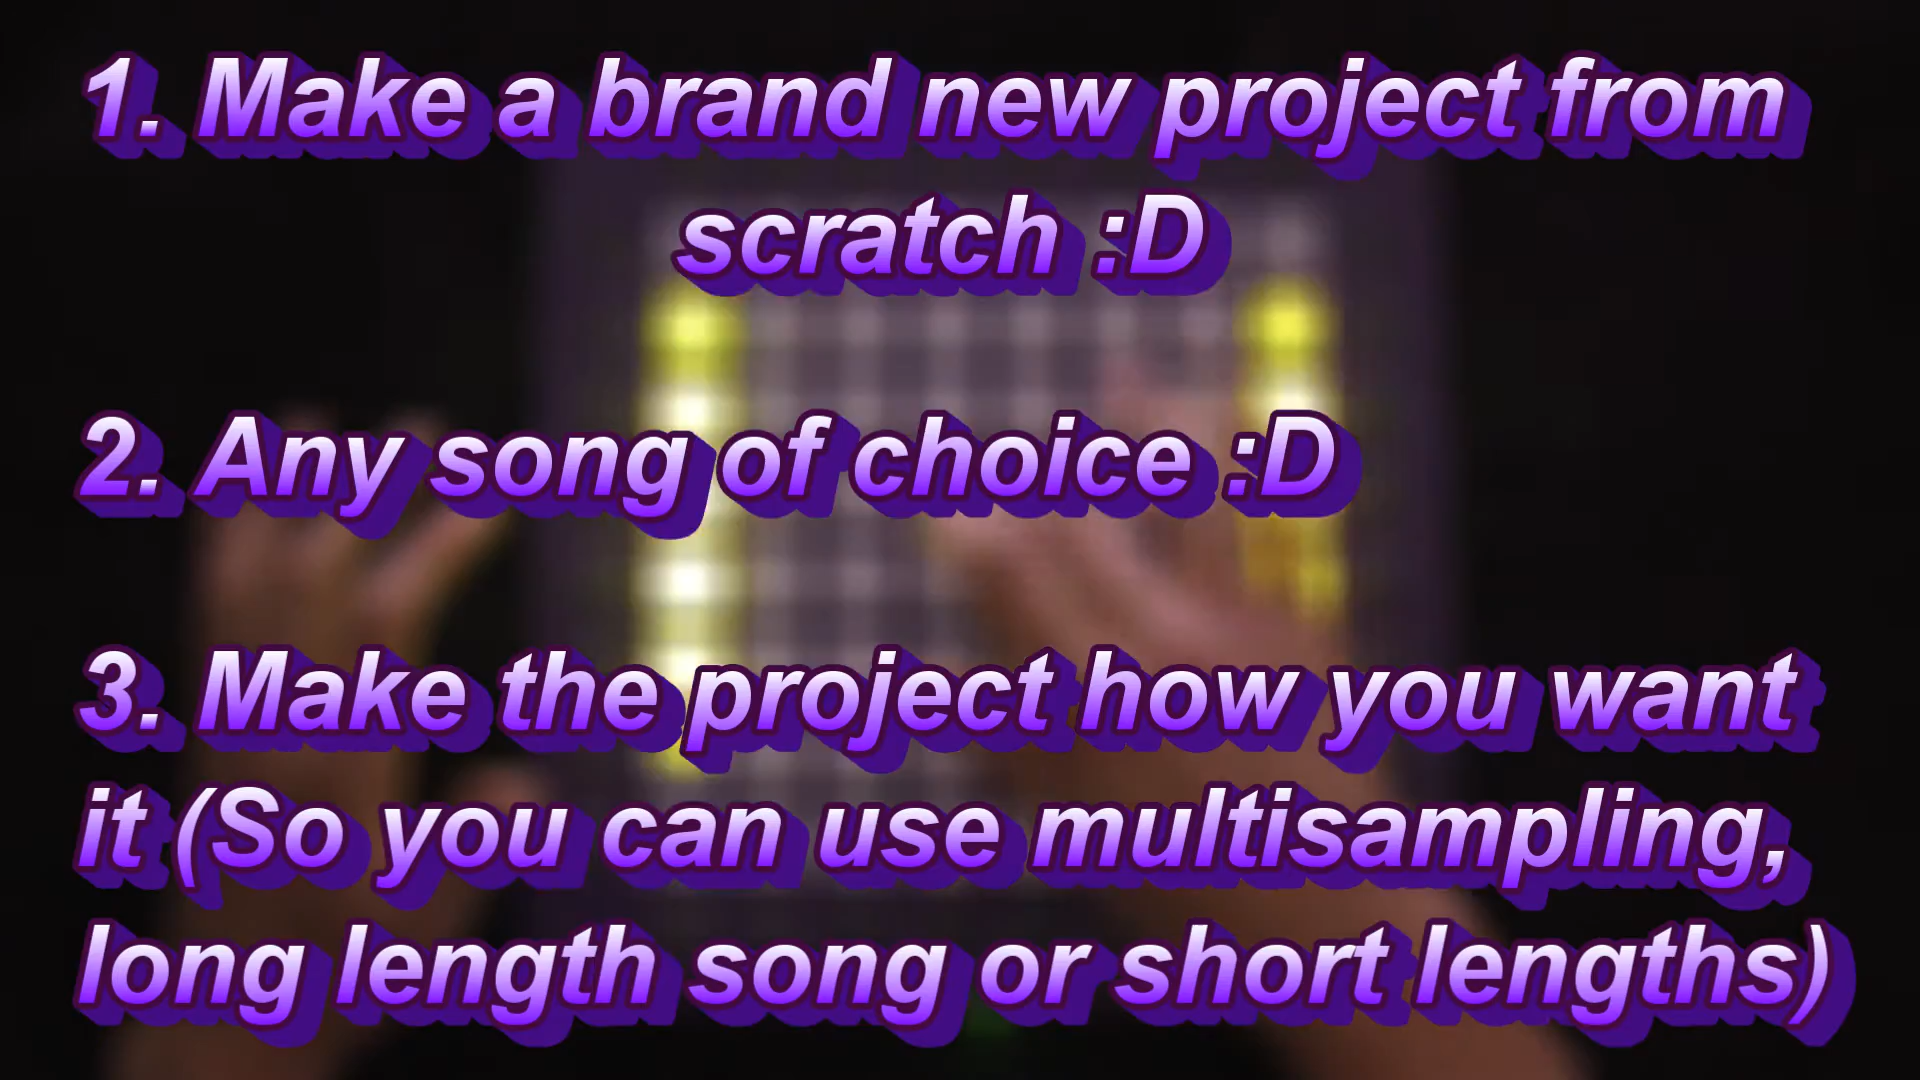 1. Make a brand new project from
scratch :D
2. Any song of choice :D
3. Make the project how you want
it (So you can use multisampling,
long length song or short lengths)